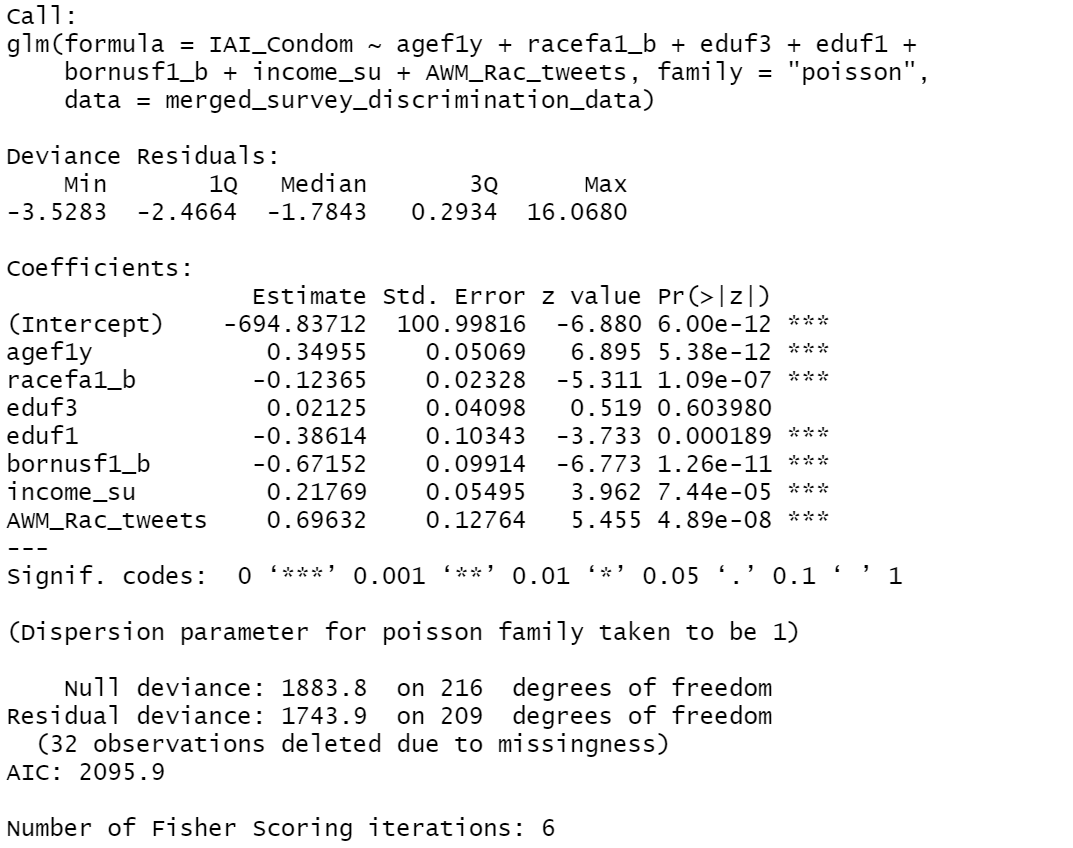 Call:
glm(formula = IAI_Condom ~ agef1y + racefa1_b + eduf3 + eduf1 +
    bornusf1_b + income_su + AWM_Rac_tweets, family = "poisson",
    data = merged_survey_discrimination_data)

Deviance Residuals:
    Min       1Q   Median       3Q      Max
-3.5283  -2.4664  -1.7843   0.2934  16.0680

Coefficients:
                 Estimate Std. Error z value Pr(>|z|)
(Intercept)    -694.83712  100.99816  -6.880 6.00e-12 ***
agef1y            0.34955    0.05069   6.895 5.38e-12 ***
racefa1_b        -0.12365    0.02328  -5.311 1.09e-07 ***
eduf3             0.02125    0.04098   0.519 0.603980
eduf1            -0.38614    0.10343  -3.733 0.000189 ***
bornusf1_b       -0.67152    0.09914  -6.773 1.26e-11 ***
income_su         0.21769    0.05495   3.962 7.44e-05 ***
AWM_Rac_tweets    0.69632    0.12764   5.455 4.89e-08 ***
---
Signif. codes:  0 ‘***’ 0.001 ‘**’ 0.01 ‘*’ 0.05 ‘.’ 0.1 ‘ ’ 1

(Dispersion parameter for poisson family taken to be 1)

    Null deviance: 1883.8  on 216  degrees of freedom
Residual deviance: 1743.9  on 209  degrees of freedom
  (32 observations deleted due to missingness)
AIC: 2095.9

Number of Fisher Scoring iterations: 6